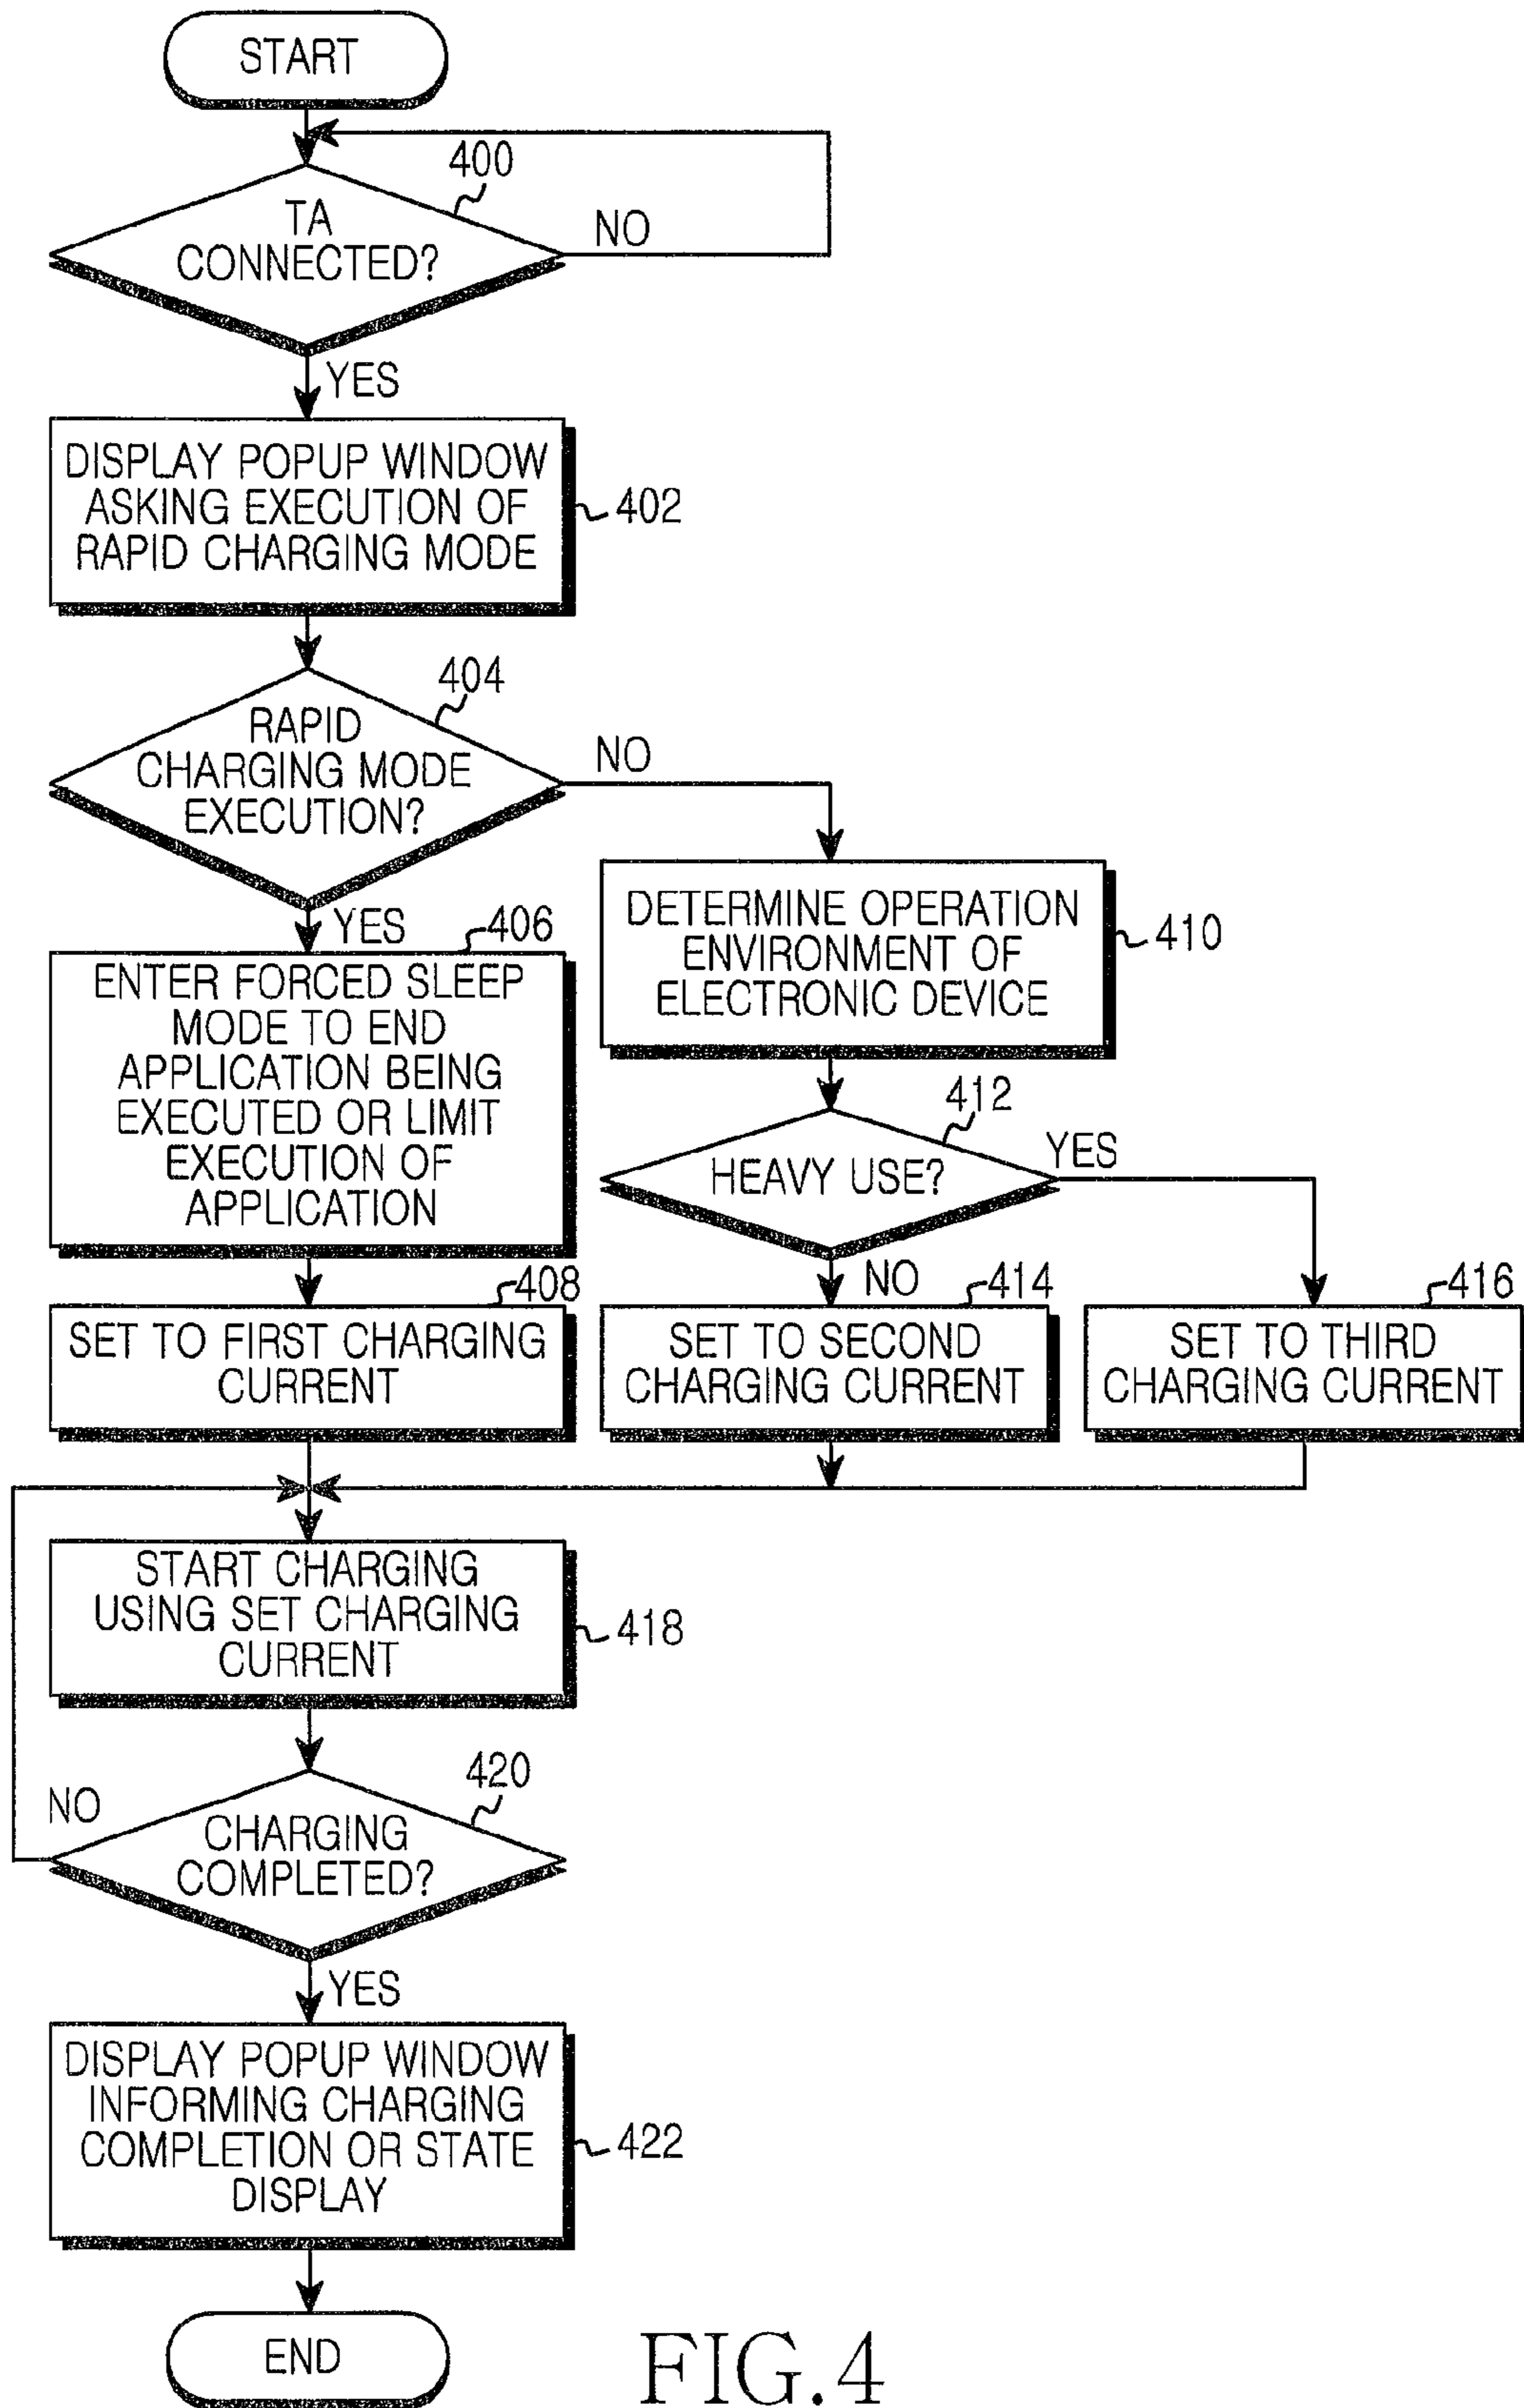 START
400
TA
CONNECTED?
NO
YES
DISPLAY POPUP WINDOW
ASKING EXECUTION OF
RAPID CHARGING MODE
402
404
RAPID
CHARGING MODE
EXECUTION?
NO
YES
406
ENTER FORCED SLEEP
MODE TO END
APPLICATION BEING
EXECUTED OR LIMIT
EXECUTION OF
APPLICATION
DETERMINE OPERATION
ENVIRONMENT OF
ELECTRONIC DEVICE
410
412
HEAVY USE?
YES
NO
408
SET TO FIRST CHARGING
CURRENT
414
SET TO SECOND
CHARGING CURRENT
416
SET TO THIRD
CHARGING CURRENT
START CHARGING
USING SET CHARGING
CURRENT
418
420
NO
CHARGING
COMPLETED?
YES
DISPLAY POPUP WINDOW
INFORMING CHARGING
COMPLETION OR STATE
DISPLAY
422
END
FIG.4